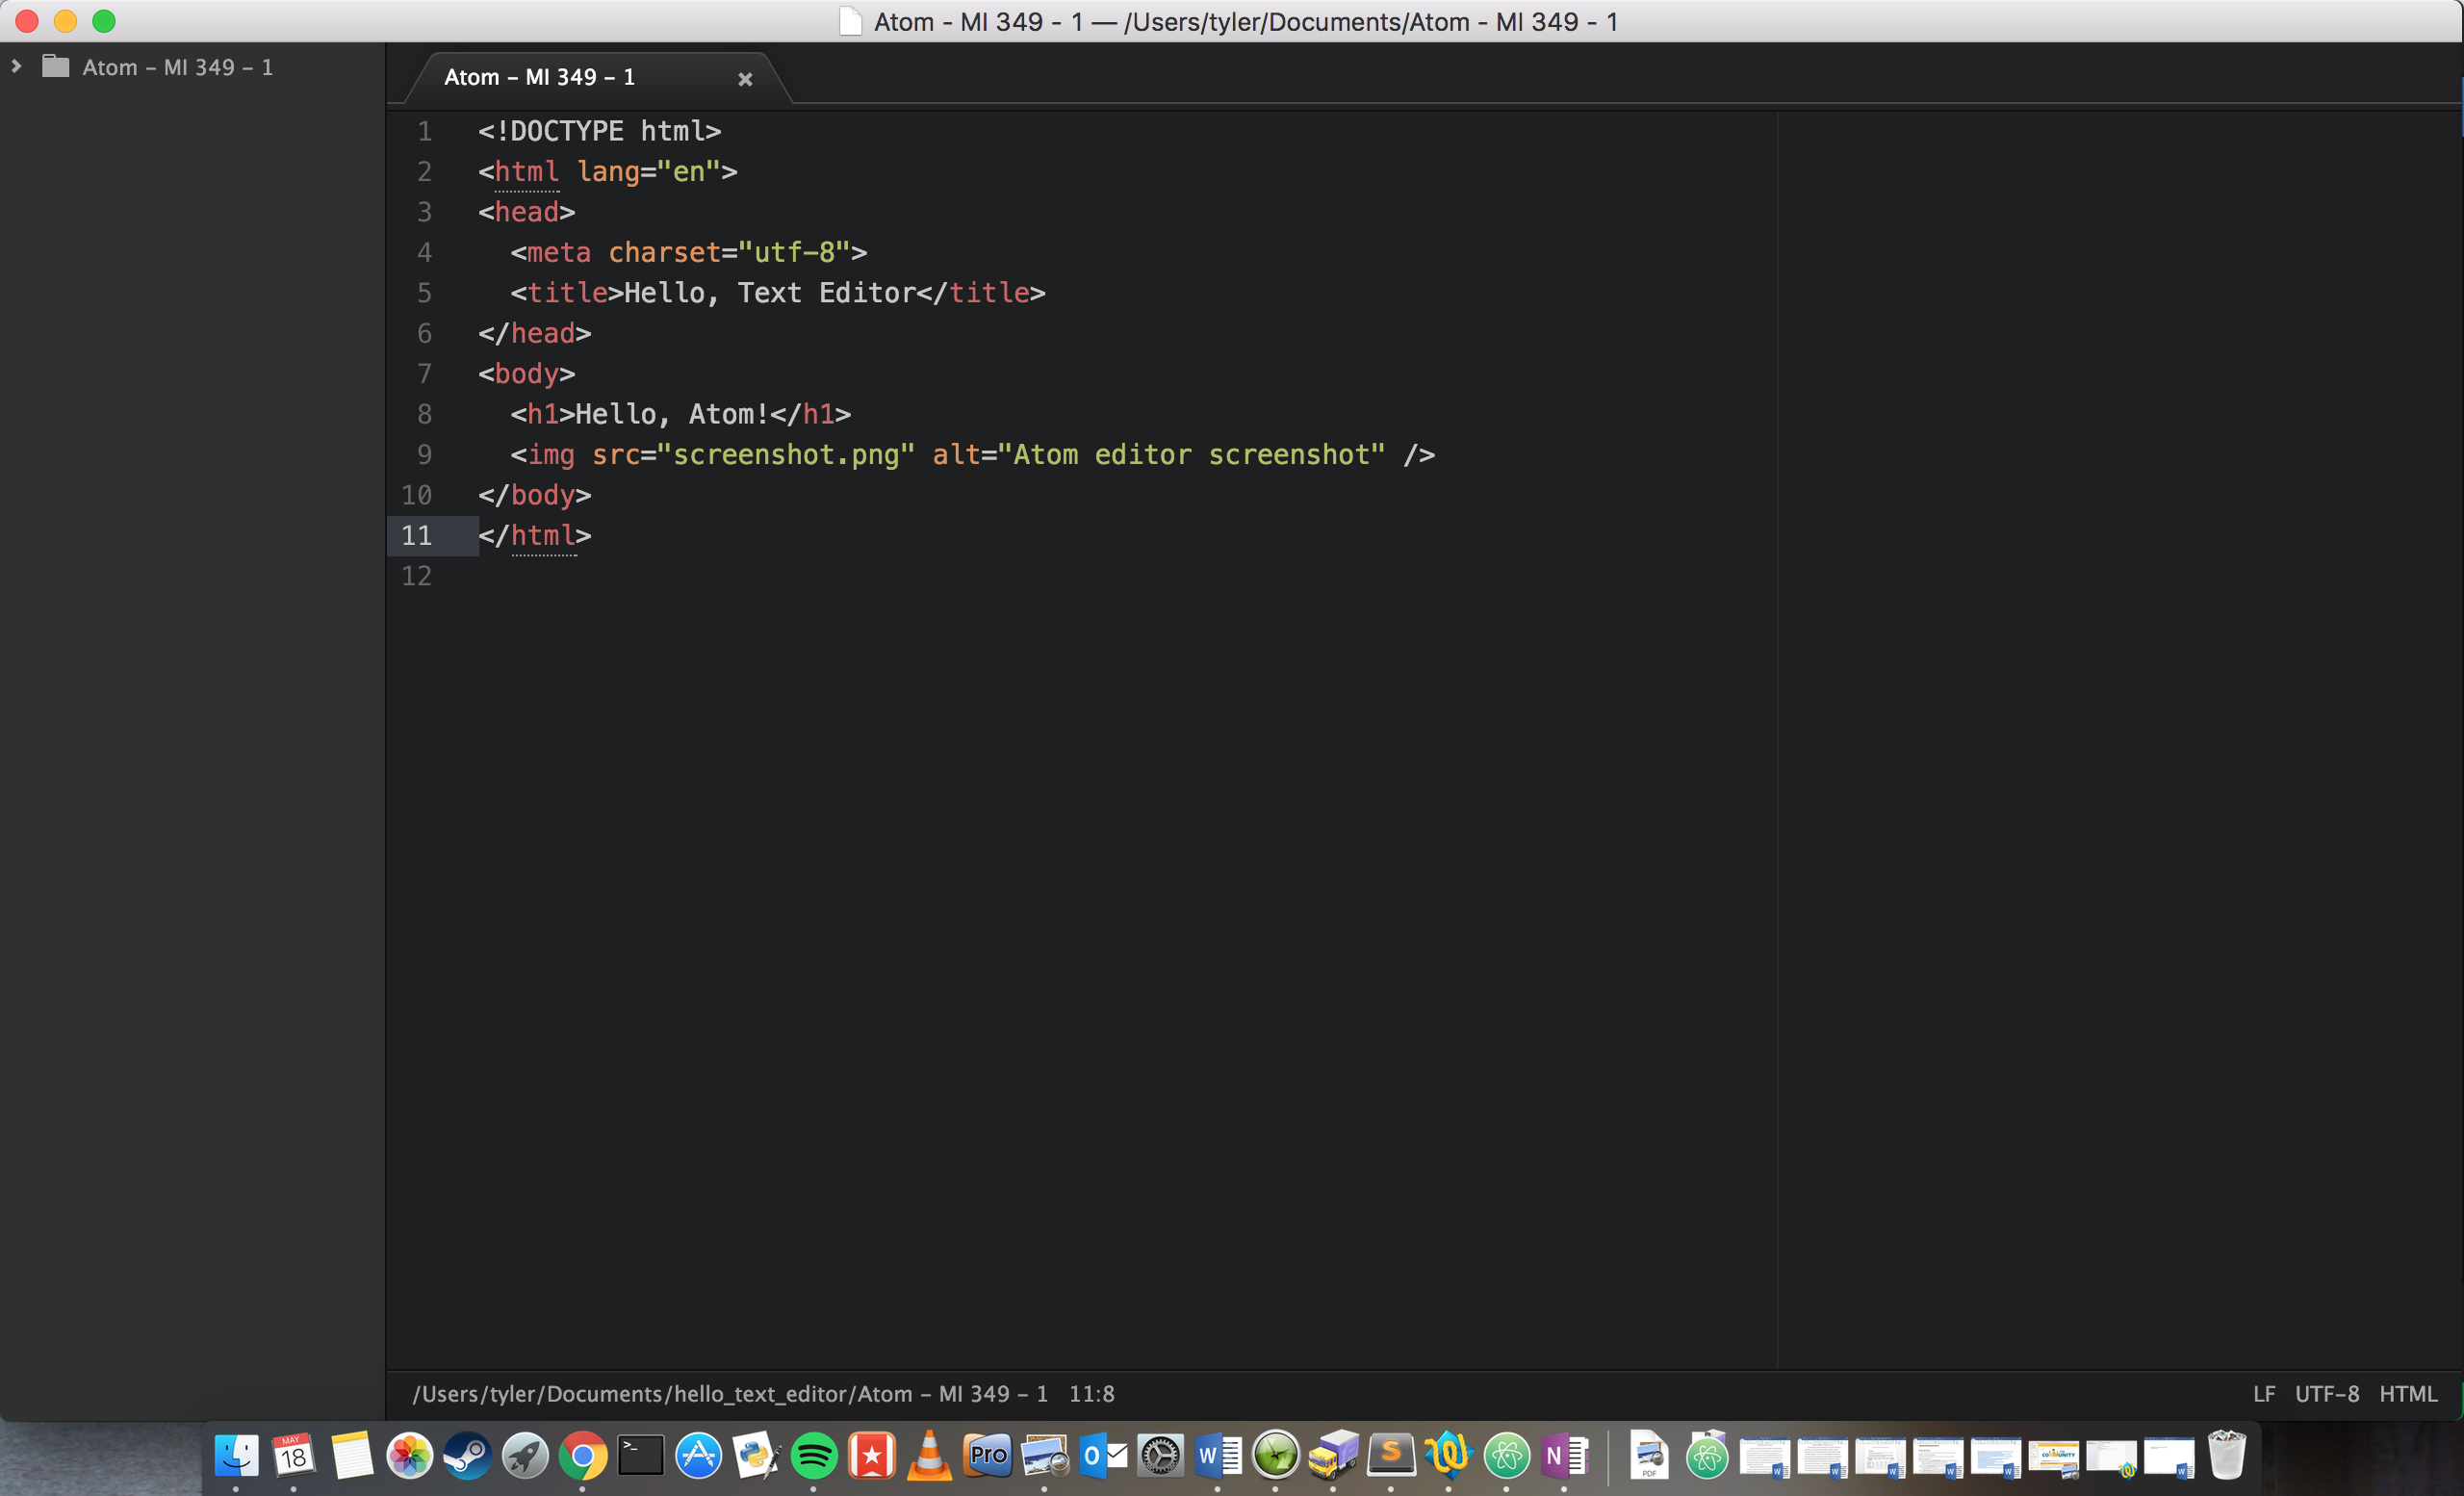 Atom - MI 349 - 1 — /Users/tyler/Documents/Atom - MI 349 - 1
Atom - MI 349 - 1
Atom - MI 349 - 1
1 <!DOCTYPE html>
2 <html lang="en">
3 <head>
4 <meta charset="utf-8">
5 <title>Hello, Text Editor</title>
6 </head>
7 <body>
8 <h1>Hello, Atom!</h1>
9 <img src="screenshot.png" alt="Atom editor screenshot" />
10 </body>
11 </html>
12
/Users/tyler/Documents/hello_text_editor/Atom - MI 349 - 1 11:8
LF UTF-8 HTML
MAY
18
>_
Pro
O
W
S
N
PDF